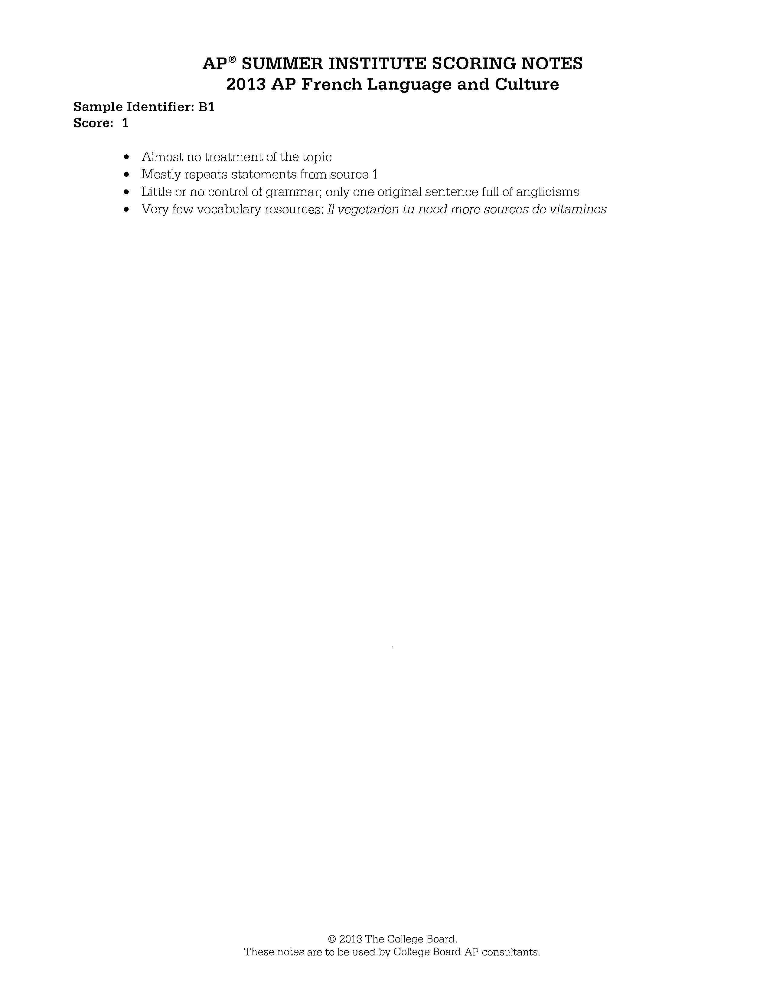 AP® SUMMER INSTITUTE SCORING NOTES
2013 AP French Language and Culture
Sample Identifier: B1
Score: 1
• Almost no treatment of the topic
• Mostly repeats statements from source 1
• Little or no control of grammar; only one original sentence full of anglicisms
• Very few vocabulary resources: Il vegetarien tu need more sources de vitamines
© 2013 The College Board.
These notes are to be used by College Board AP consultants.